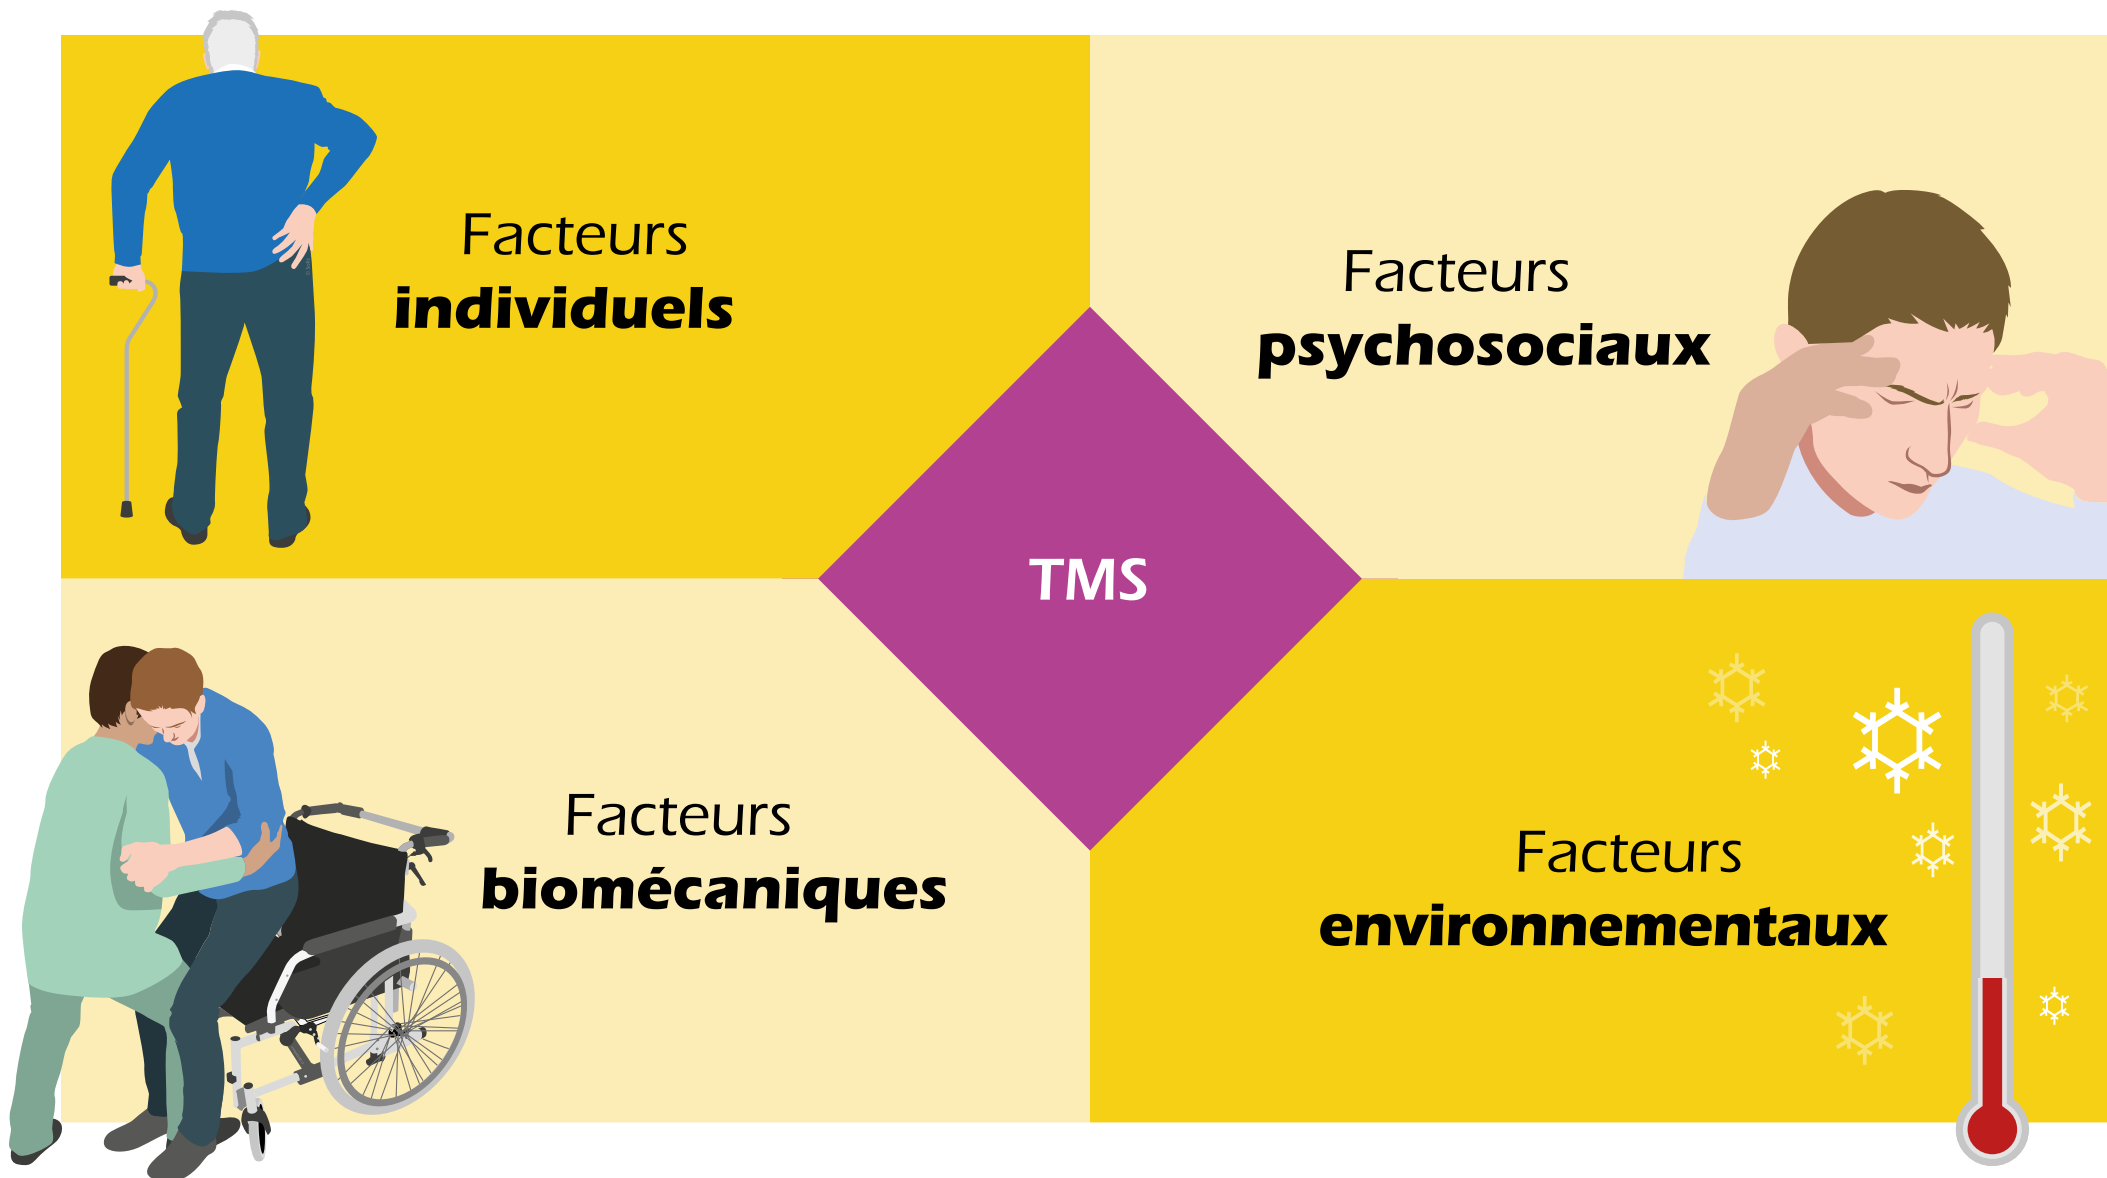 Facteurs
individuels
Facteurs
psychosociaux
TMS
Facteurs
biomécaniques
Facteurs
environnementaux